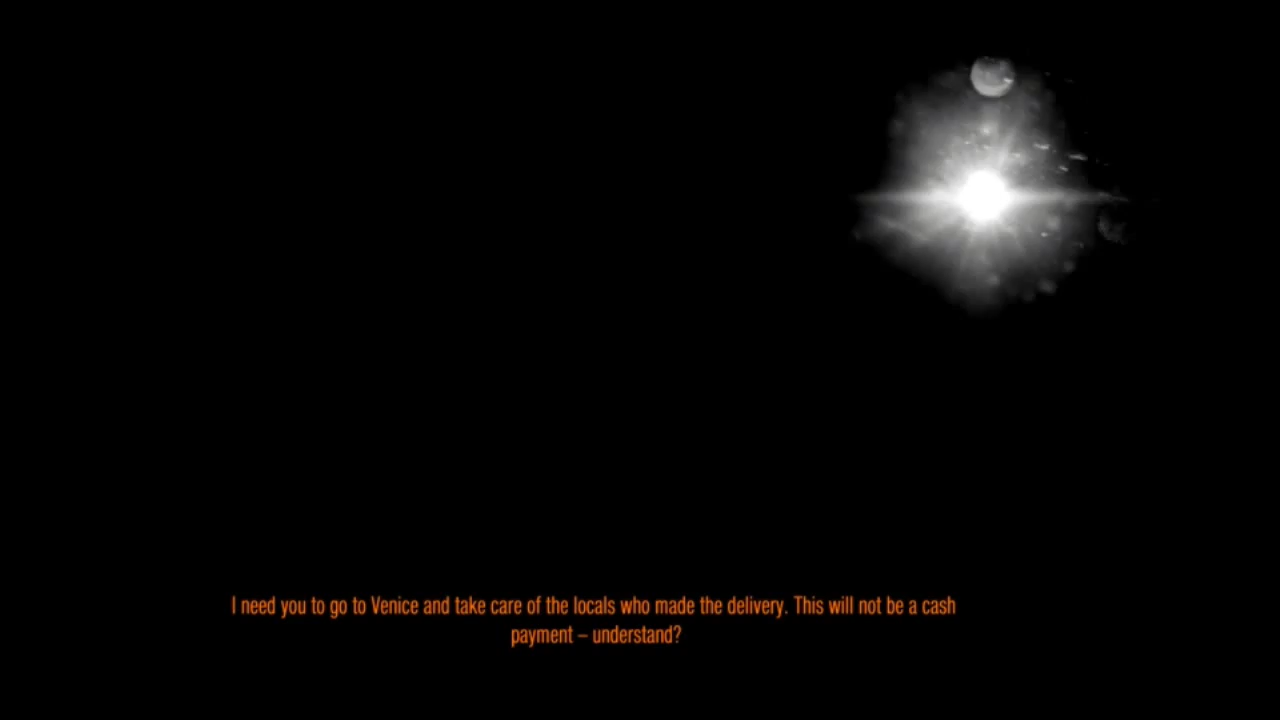 I need you to go to Venice and take care of the locals who made the delivery. This will not be a cash
payment – understand?